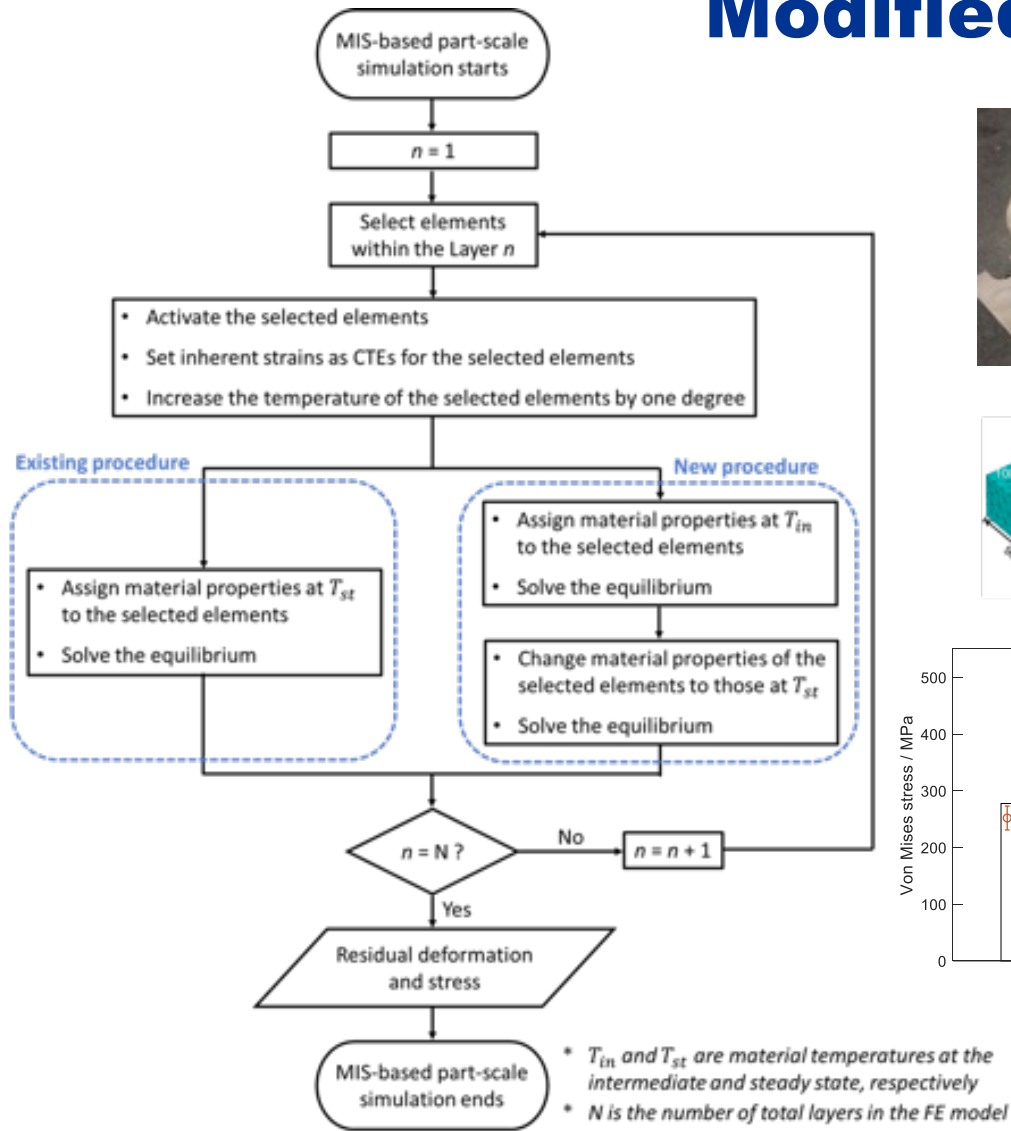 Modified
MIS-based part-scale
simulation starts
n = 1
Select elements
within the Layer n
• Activate the selected elements
• Set inherent strains as CTEs for the selected elements
• Increase the temperature of the selected elements by one degree
Existing procedure
• Assign material properties at T_st
to the selected elements
• Solve the equilibrium
New procedure
• Assign material properties at T_in
to the selected elements
• Solve the equilibrium
• Change material properties of the
selected elements to those at T_st
• Solve the equilibrium
n = N ?
No
n = n + 1
Yes
Residual deformation
and stress
MIS-based part-scale
simulation ends
* T_in and T_st are material temperatures at the
intermediate and steady state, respectively
* N is the number of total layers in the FE model
Von Mises stress / MPa
500
400
300
200
100
0